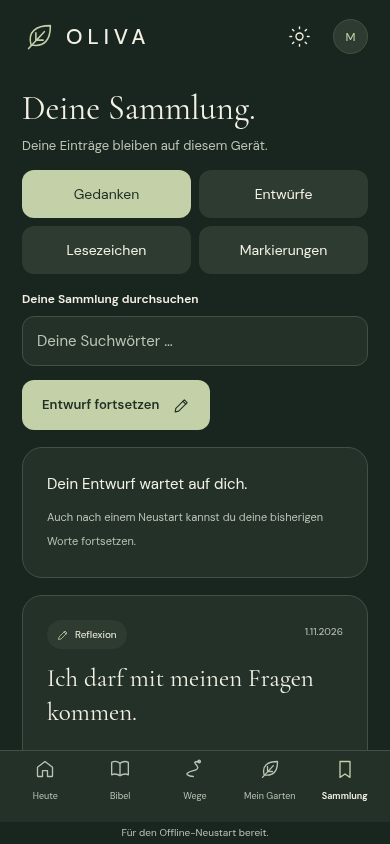 OLIVA
M
Deine Sammlung.
Deine Einträge bleiben auf diesem Gerät.
Gedanken
Entwürfe
Lesezeichen
Markierungen
Deine Sammlung durchsuchen
Deine Suchwörter ...
Entwurf fortsetzen
Dein Entwurf wartet auf dich.
Auch nach einem Neustart kannst du deine bisherigen
Worte fortsetzen.
Reflexion
1.11.2026
Ich darf mit meinen Fragen
kommen.
Heute
Bibel
Wege
Mein Garten
Sammlung
Für den Offline-Neustart bereit.